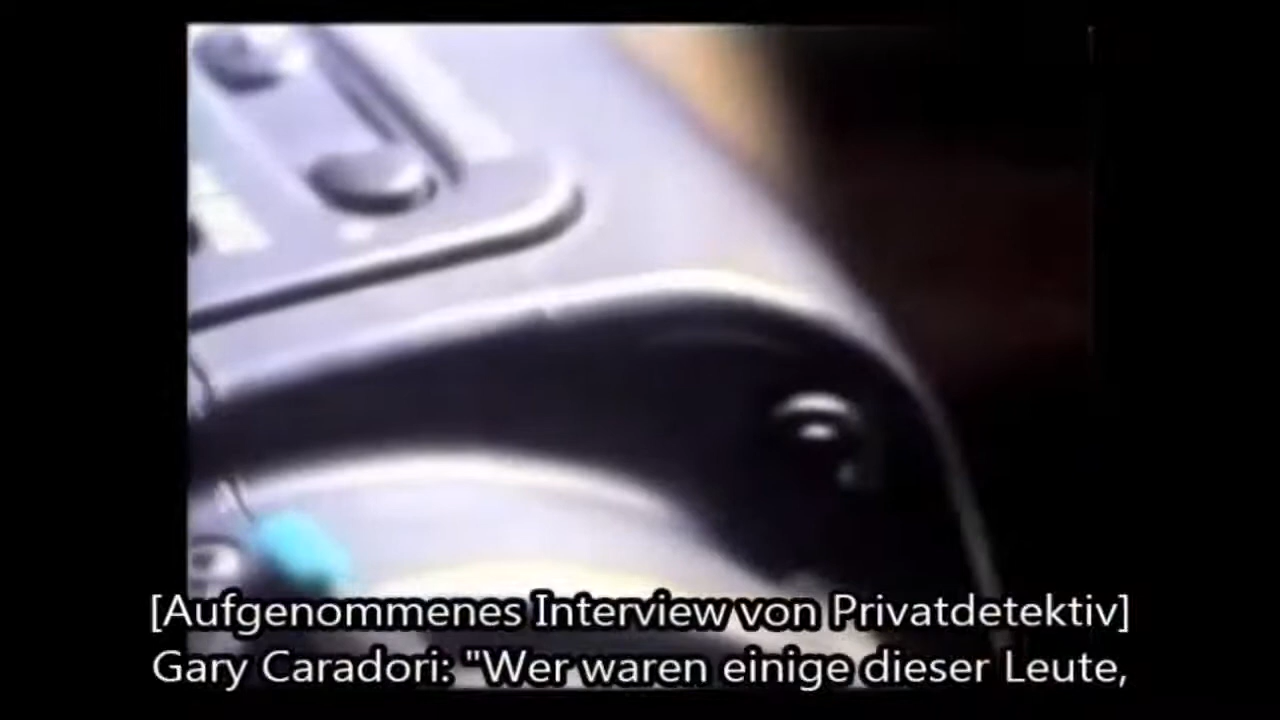 [Aufgenommenes Interview von Privatdetektiv]
Gary Caradori: "Wer waren einige dieser Leute,